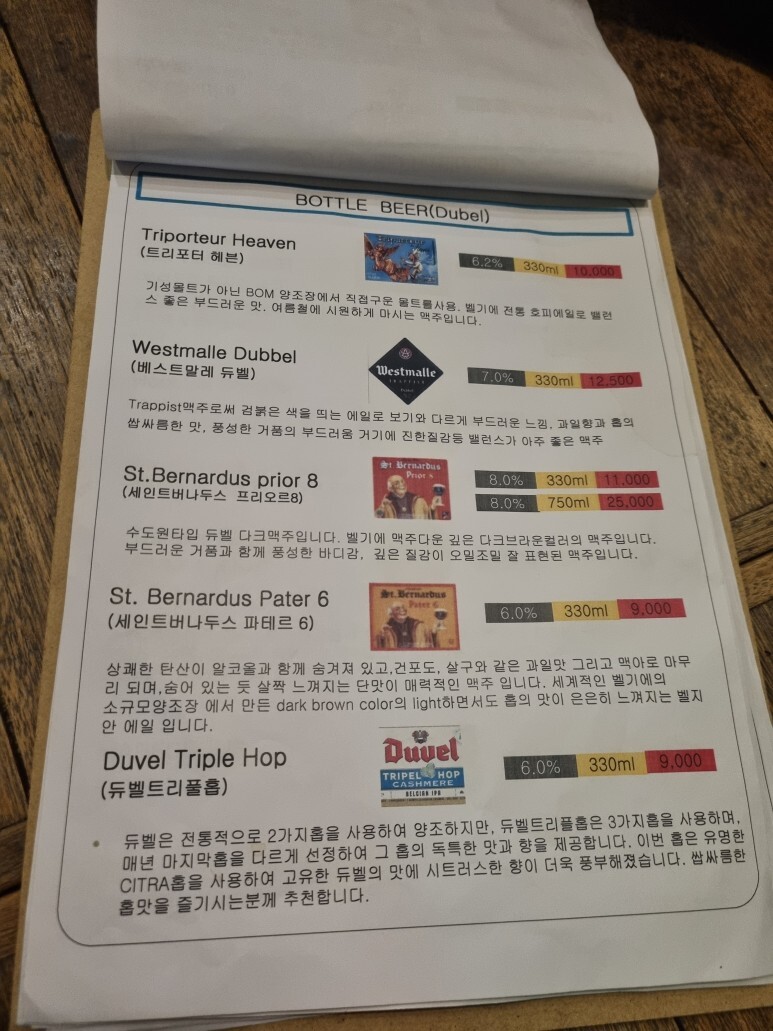 BOTTLE BEER(Dubel)
Triporteur Heaven
(트리포터 헤븐)
6.2% 330ml 10,000
기성몰트가 아닌 BOM 양조장에서 직접구운 몰트를사용. 벨기에 전통 호피에일로 밸런
스 좋은 부드러운 맛. 여름철에 시원하게 마시는 맥주입니다.
Westmalle Dubbel
(베스트말레 듀벨)
Westmalle
TRAPPIST
7.0% 330ml 12,500
Trappist맥주로써 검붉은 색을 띄는 에일로 보기와 다르게 부드러운 느낌, 과일향과 홉의
쌉싸름한 맛, 풍성한 거품의 부드러움 거기에 진한질감등 밸런스가 아주 좋은 맥주
St.Bernardus prior 8
(세인트버나두스 프리오르8)
St Bernardus
Prior 8
8.0% 330ml 11,000
8.0% 750ml 25,000
수도원타입 듀벨 다크맥주입니다. 벨기에 맥주다운 깊은 다크브라운컬러의 맥주입니다.
부드러운 거품과 함께 풍성한 바디감, 깊은 질감이 오밀조밀 잘 표현된 맥주입니다.
St. Bernardus Pater 6
(세인트버나두스 파테르 6)
St. Bernardus
Pater 6
6.0% 330ml 9,000
상쾌한 탄산이 알코올과 함께 숨겨져 있고,건포도, 살구와 같은 과일맛 그리고 맥아로 마무
리 되며,숨어 있는 듯 살짝 느껴지는 단맛이 매력적인 맥주 입니다. 세계적인 벨기에의
소규모양조장 에서 만든 dark brown color의 light하면서도 홉의 맛이 은은히 느껴지는 벨지
안 에일 입니다.
Duvel Triple Hop
(듀벨트리풀홉)
Duvel
TRIPEL HOP
CASHMERE
BELGIAN IPA
6.0% 330ml 9,000
• 듀벨은 전통적으로 2가지홉을 사용하여 양조하지만, 듀벨트리플홉은 3가지홉을 사용하며,
매년 마지막홉을 다르게 선정하여 그 홉의 독특한 맛과 향을 제공합니다. 이번 홉은 유명한
CITRA홉을 사용하여 고유한 듀벨의 맛에 시트러스한 향이 더욱 풍부해졌습니다. 쌉싸름한
홉맛을 즐기시는분께 추천합니다.